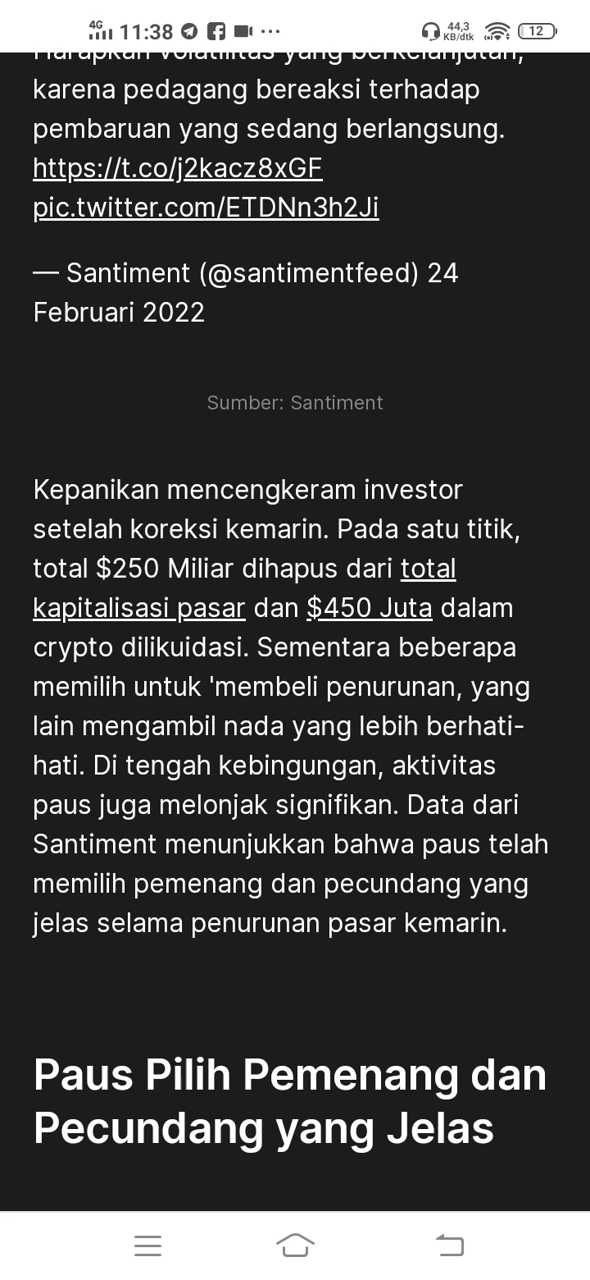 4G 11:38 44,3 KB/dtk 12
Harapkan volatilitas yang berkelanjutan,
karena pedagang bereaksi terhadap
pembaruan yang sedang berlangsung.
https://t.co/j2kacz8xGF
pic.twitter.com/ETDNn3h2Ji
— Santiment (@santimentfeed) 24
Februari 2022
Sumber: Santiment
Kepanikan mencengkeram investor
setelah koreksi kemarin. Pada satu titik,
total $250 Miliar dihapus dari total
kapitalisasi pasar dan $450 Juta dalam
crypto dilikuidasi. Sementara beberapa
memilih untuk 'membeli penurunan, yang
lain mengambil nada yang lebih berhati-
hati. Di tengah kebingungan, aktivitas
paus juga melonjak signifikan. Data dari
Santiment menunjukkan bahwa paus telah
memilih pemenang dan pecundang yang
jelas selama penurunan pasar kemarin.
Paus Pilih Pemenang dan
Pecundang yang Jelas